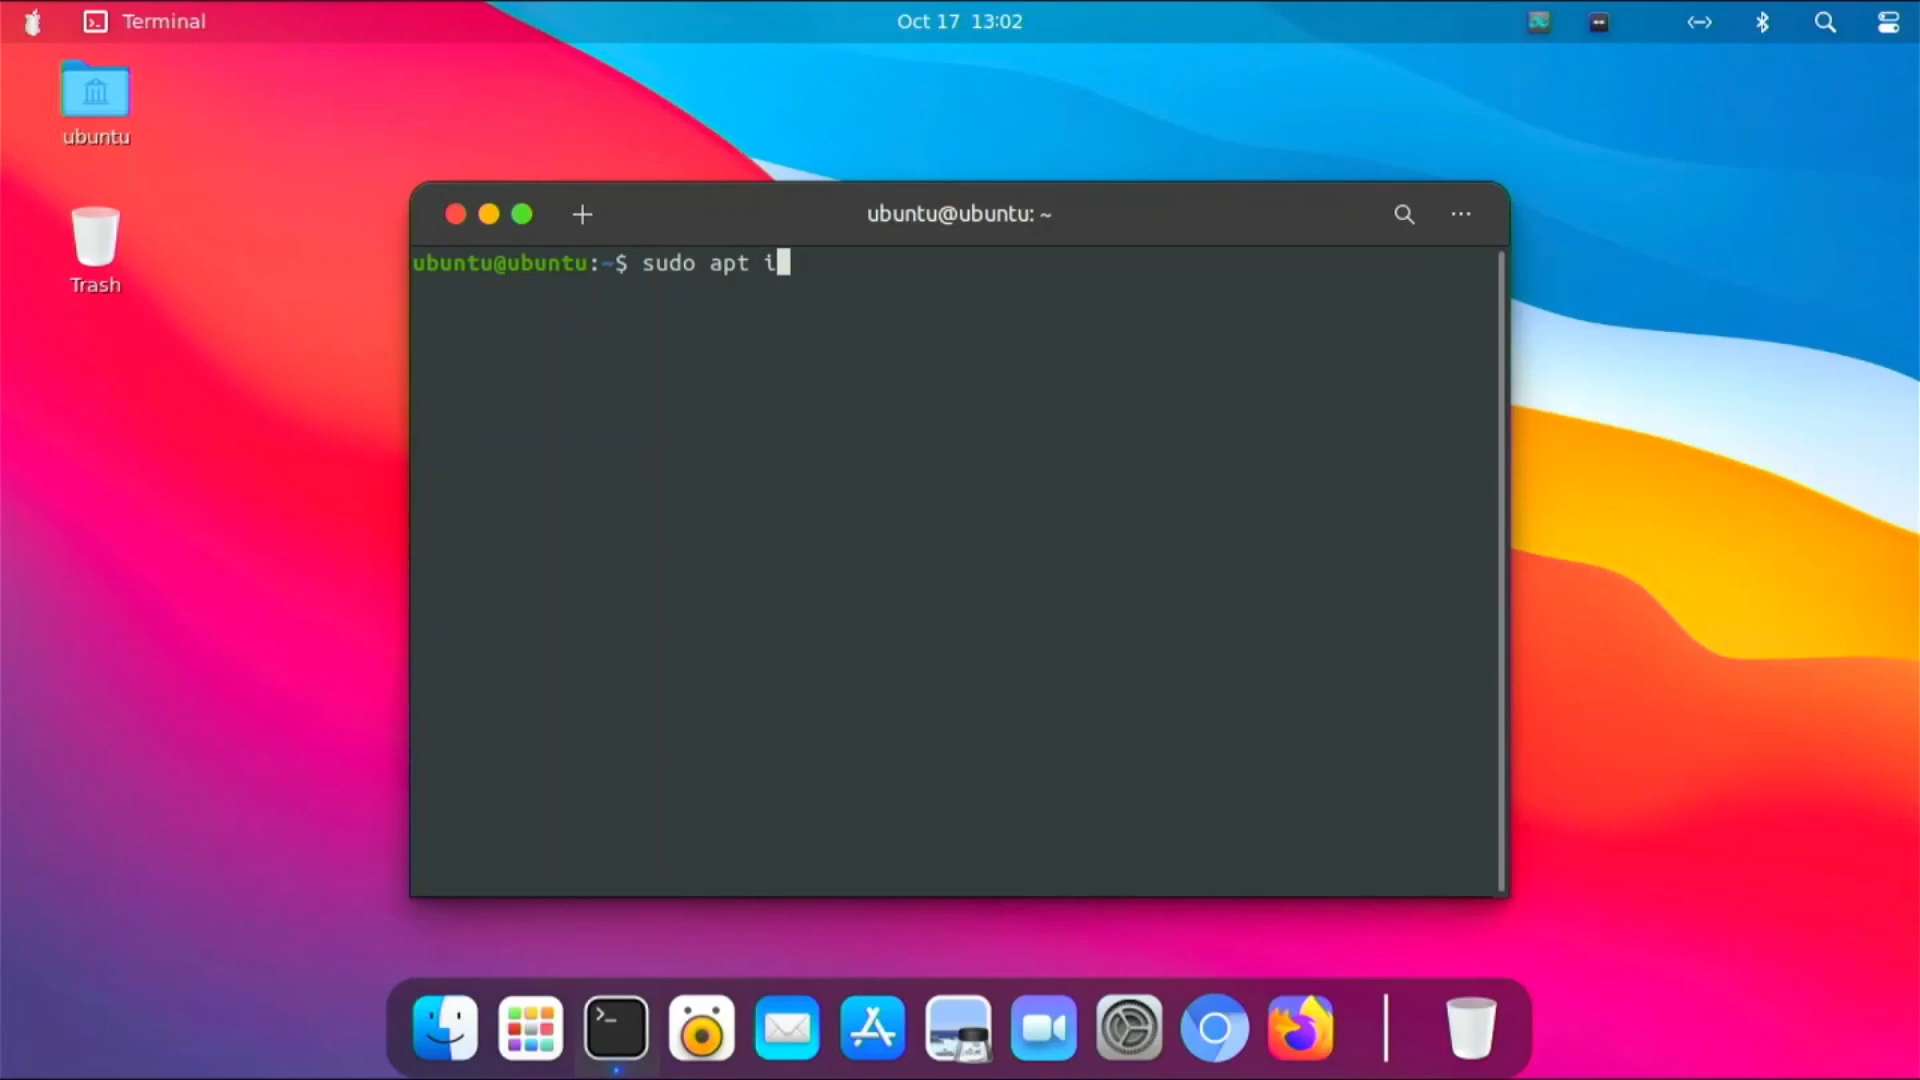 Terminal
Oct 17 13:02
ubuntu
Trash
ubuntu@ubuntu: ~
ubuntu@ubuntu:~$ sudo apt i